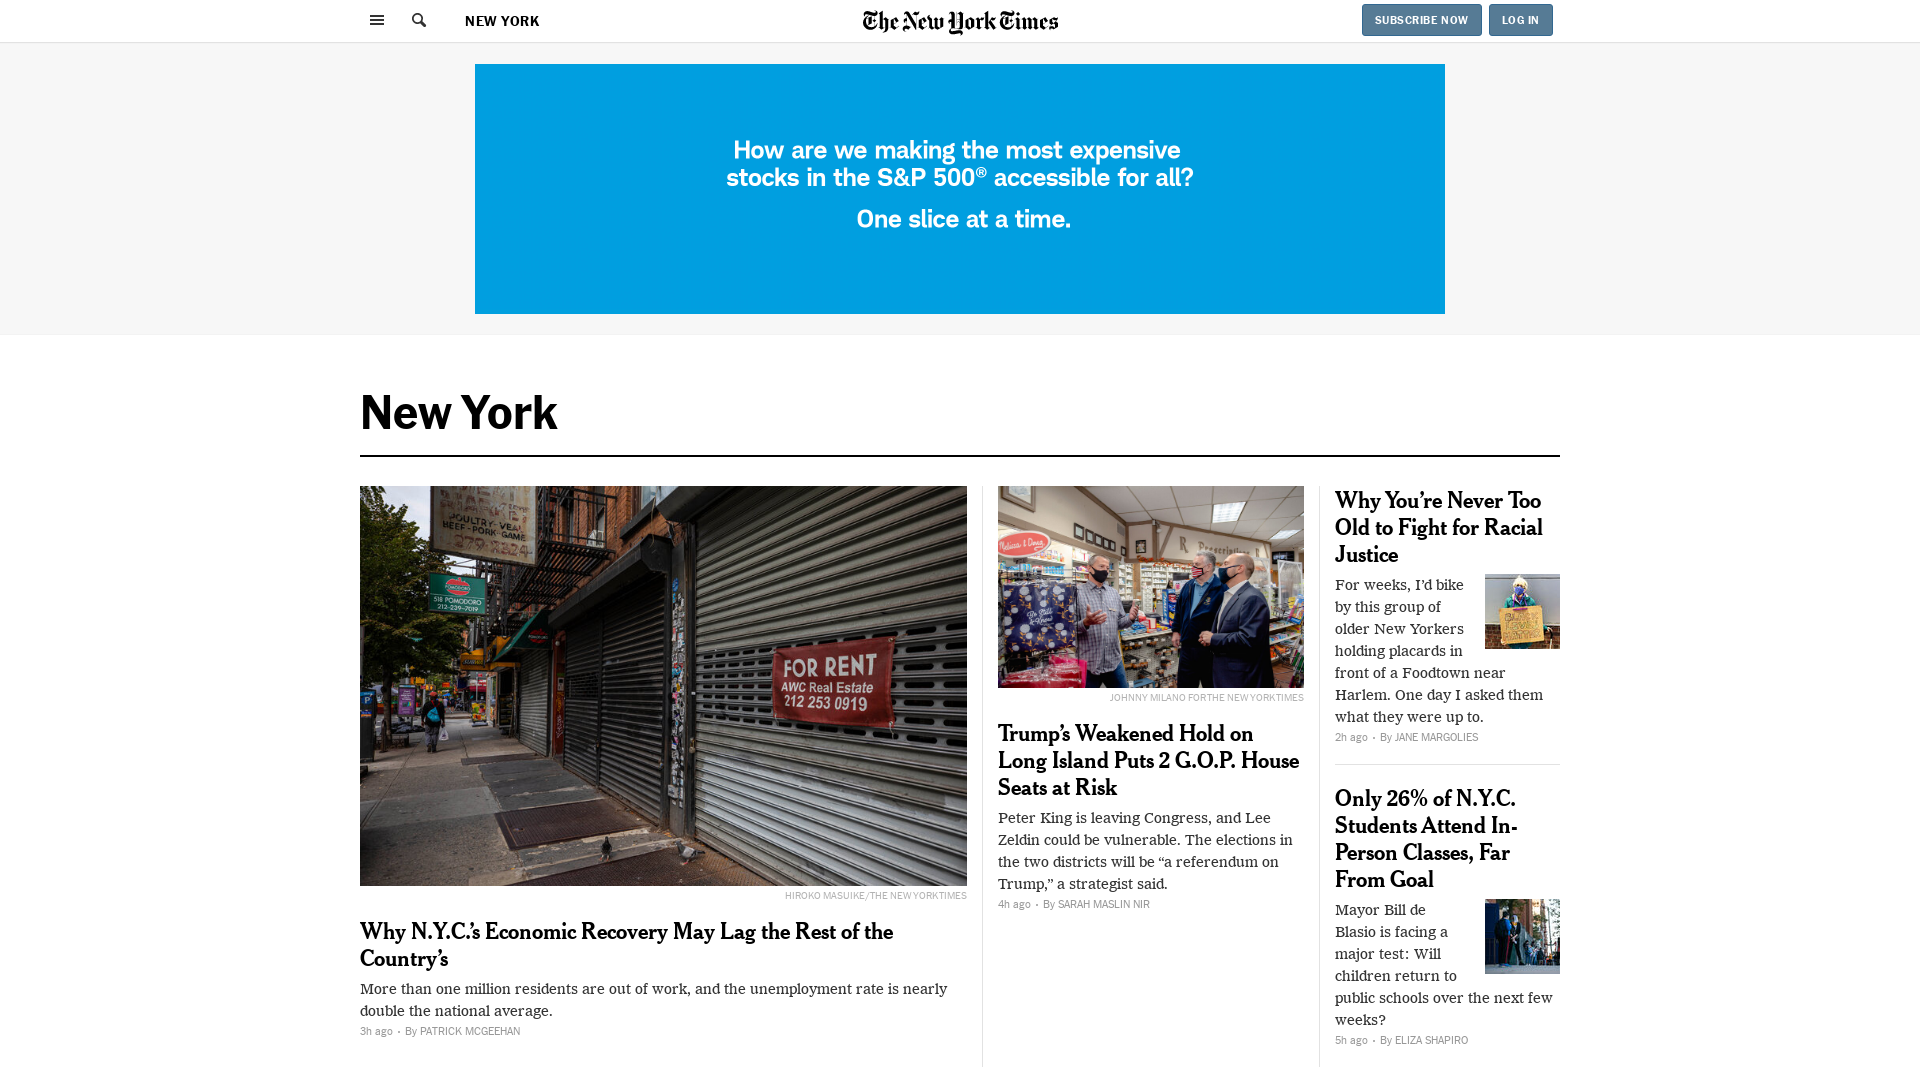 NEW YORK
The New York Times
SUBSCRIBE NOW
LOG IN
How are we making the most expensive
stocks in the S&P 500® accessible for all?
One slice at a time.
New York
POULTRY-VEAL
BEEF-PORK-GAME
279-
518 POMODORO
212-239-7019
FOR RENT
AWC Real Estate
212 253 0919
HIROKO MASUIKE/THE NEW YORK TIMES
Why N.Y.C.’s Economic Recovery May Lag the Rest of the
Country’s
More than one million residents are out of work, and the unemployment rate is nearly
double the national average.
3h ago • By PATRICK MCGEEHAN
Melissa & Doug
Prescriptions
JOHNNY MILANO FOR THE NEW YORK TIMES
Trump’s Weakened Hold on
Long Island Puts 2 G.O.P. House
Seats at Risk
Peter King is leaving Congress, and Lee
Zeldin could be vulnerable. The elections in
the two districts will be “a referendum on
Trump,” a strategist said.
4h ago • By SARAH MASLIN NIR
Why You’re Never Too
Old to Fight for Racial
Justice
For weeks, I’d bike
by this group of
older New Yorkers
holding placards in
front of a Foodtown near
Harlem. One day I asked them
what they were up to.
2h ago • By JANE MARGOLIES
Only 26% of N.Y.C.
Students Attend In-
Person Classes, Far
From Goal
Mayor Bill de
Blasio is facing a
major test: Will
children return to
public schools over the next few
weeks?
5h ago • By ELIZA SHAPIRO